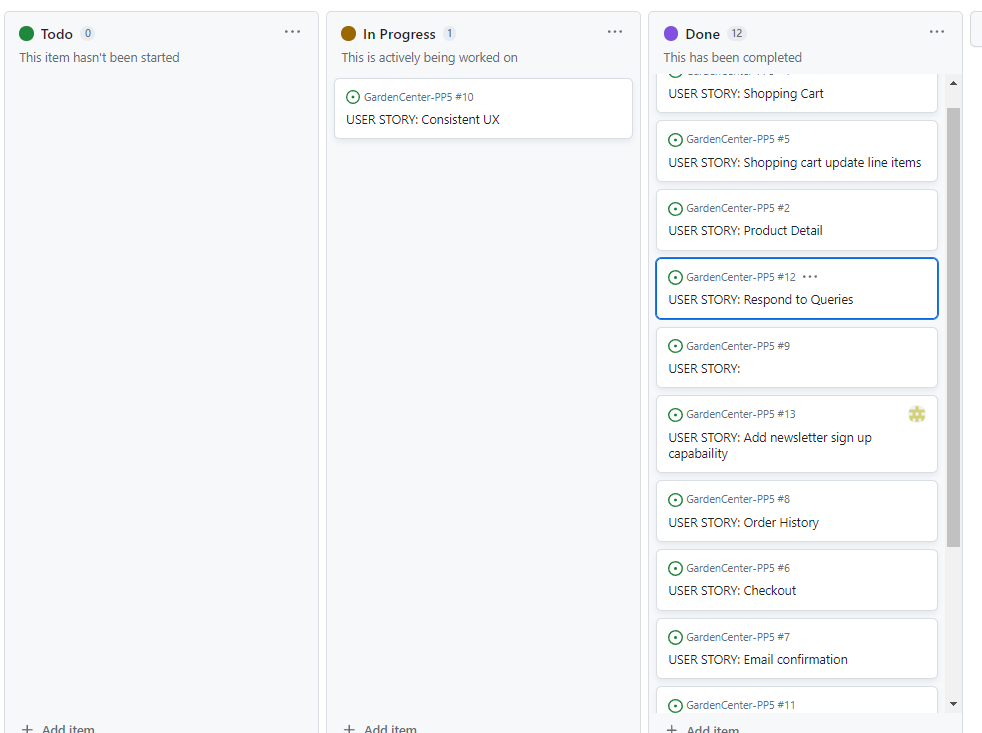 Todo 0
This item hasn't been started
Add item
In Progress 1
This is actively being worked on
GardenCenter-PP5 #10
USER STORY: Consistent UX
Add item
Done 12
This has been completed
USER STORY: Shopping Cart
GardenCenter-PP5 #5
USER STORY: Shopping cart update line items
GardenCenter-PP5 #2
USER STORY: Product Detail
GardenCenter-PP5 #12
USER STORY: Respond to Queries
GardenCenter-PP5 #9
USER STORY:
GardenCenter-PP5 #13
USER STORY: Add newsletter sign up
capabaility
GardenCenter-PP5 #8
USER STORY: Order History
GardenCenter-PP5 #6
USER STORY: Checkout
GardenCenter-PP5 #7
USER STORY: Email confirmation
GardenCenter-PP5 #11
Add item